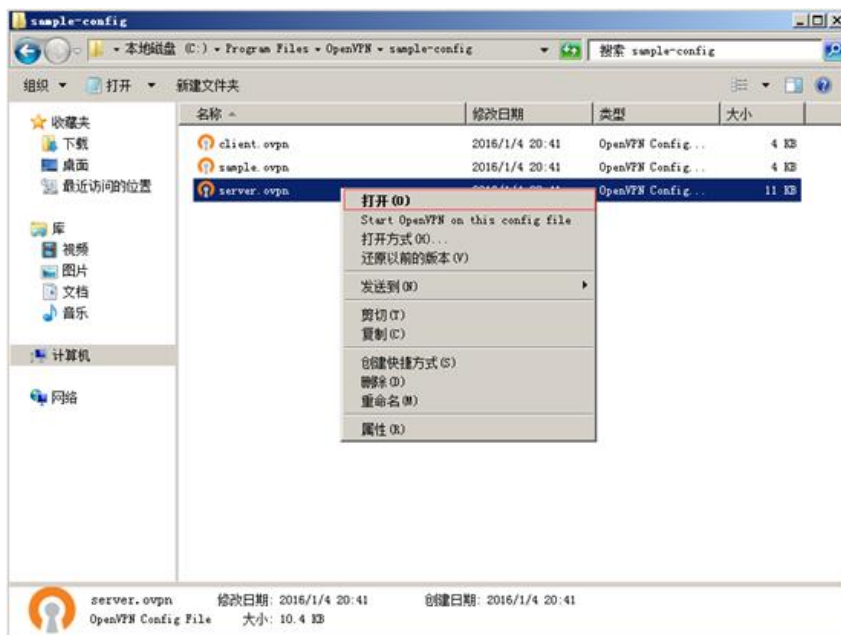 sample-config
本地磁盘 (C:) Program Files OpenVPN sample-config
搜索 sample-config
组织 打开 新建文件夹
名称 修改日期 类型 大小
收藏夹
下载
桌面
最近访问的位置
库
视频
图片
文档
音乐
计算机
网络
client.ovpn 2016/1/4 20:41 OpenVPN Config... 4 KB
sample.ovpn 2016/1/4 20:41 OpenVPN Config... 4 KB
server.ovpn OpenVPN Config... 11 KB
打开(O)
Start OpenVPN on this config file
打开方式(H)...
还原以前的版本(V)
发送到(N)
剪切(T)
复制(C)
创建快捷方式(S)
删除(D)
重命名(M)
属性(R)
server.ovpn 修改日期: 2016/1/4 20:41 创建日期: 2016/1/4 20:41
OpenVPN Config File 大小: 10.4 KB